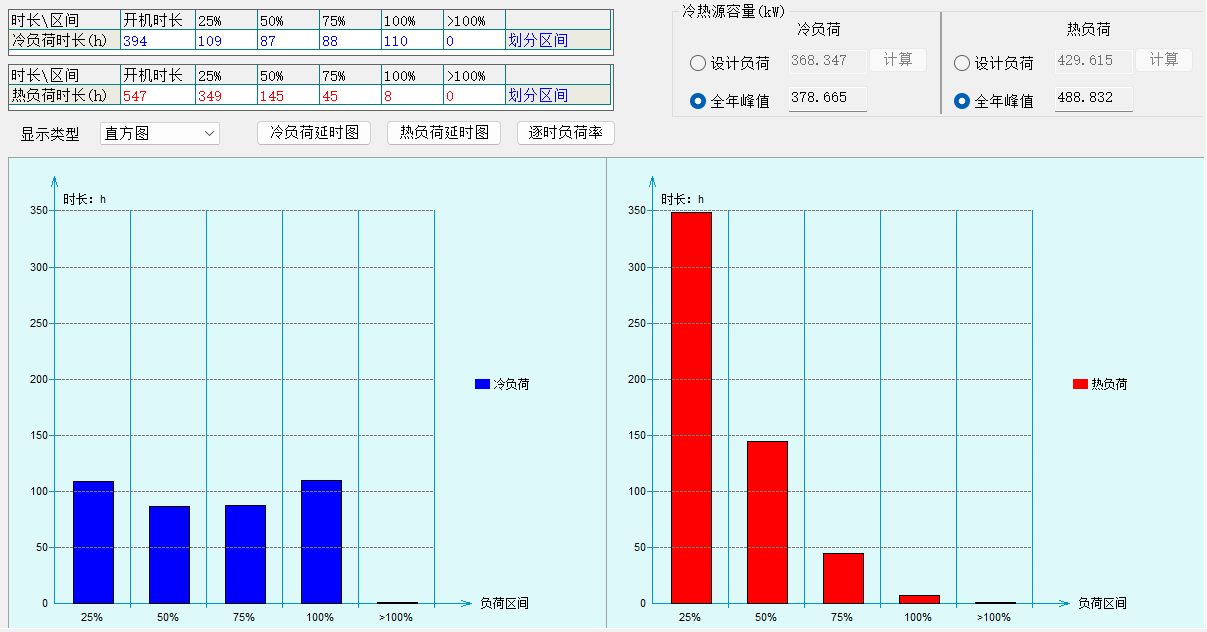 时长\区间 开机时长 25% 50% 75% 100% >100%
冷负荷时长(h) 394 109 87 88 110 0 划分区间
时长\区间 开机时长 25% 50% 75% 100% >100%
热负荷时长(h) 547 349 145 45 8 0 划分区间
显示类型 直方图 冷负荷延时图 热负荷延时图 逐时负荷率
冷热源容量(kW)
冷负荷 热负荷
设计负荷 368.347 计算 设计负荷 429.615 计算
全年峰值 378.665 全年峰值 488.832
时长：h
350
300
250
200
150
100
50
0
25% 50% 75% 100% >100%
负荷区间
冷负荷
时长：h
350
300
250
200
150
100
50
0
25% 50% 75% 100% >100%
负荷区间
热负荷